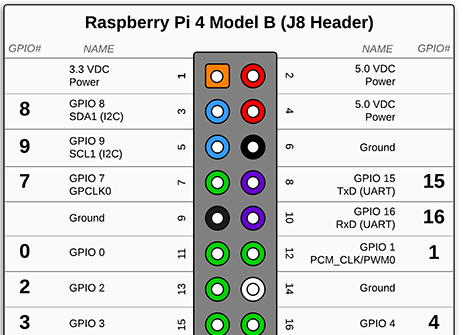 Raspberry Pi 4 Model B (J8 Header)
GPIO# NAME NAME GPIO#
3.3 VDC
Power
1
2
5.0 VDC
Power
8
GPIO 8
SDA1 (I2C)
3
4
5.0 VDC
Power
9
GPIO 9
SCL1 (I2C)
5
6
Ground
7
GPIO 7
GPCLK0
7
8
GPIO 15
TxD (UART)
15
Ground
9
10
GPIO 16
RxD (UART)
16
0
GPIO 0
11
12
GPIO 1
PCM_CLK/PWM0
1
2
GPIO 2
13
14
Ground
3
GPIO 3
15
16
GPIO 4
4